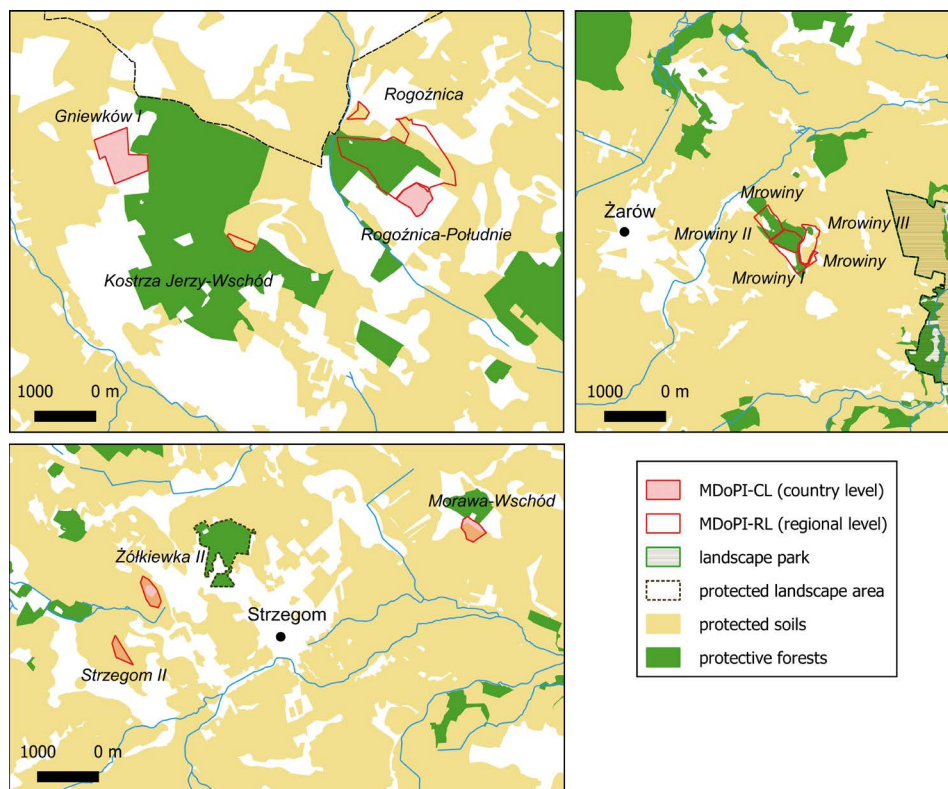 Gniewków I
Rogoźnica
Rogoźnica-Południe
Kostrza Jerzy-Wschód
1000 0 m
Żarów
Mrowiny
Mrowiny III
Mrowiny II
Mrowiny
Mrowiny I
1000 0 m
Morawa-Wschód
Żółkiewka II
Strzegom
Strzegom II
1000 0 m
MDoPI-CL (country level)
MDoPI-RL (regional level)
landscape park
protected landscape area
protected soils
protective forests